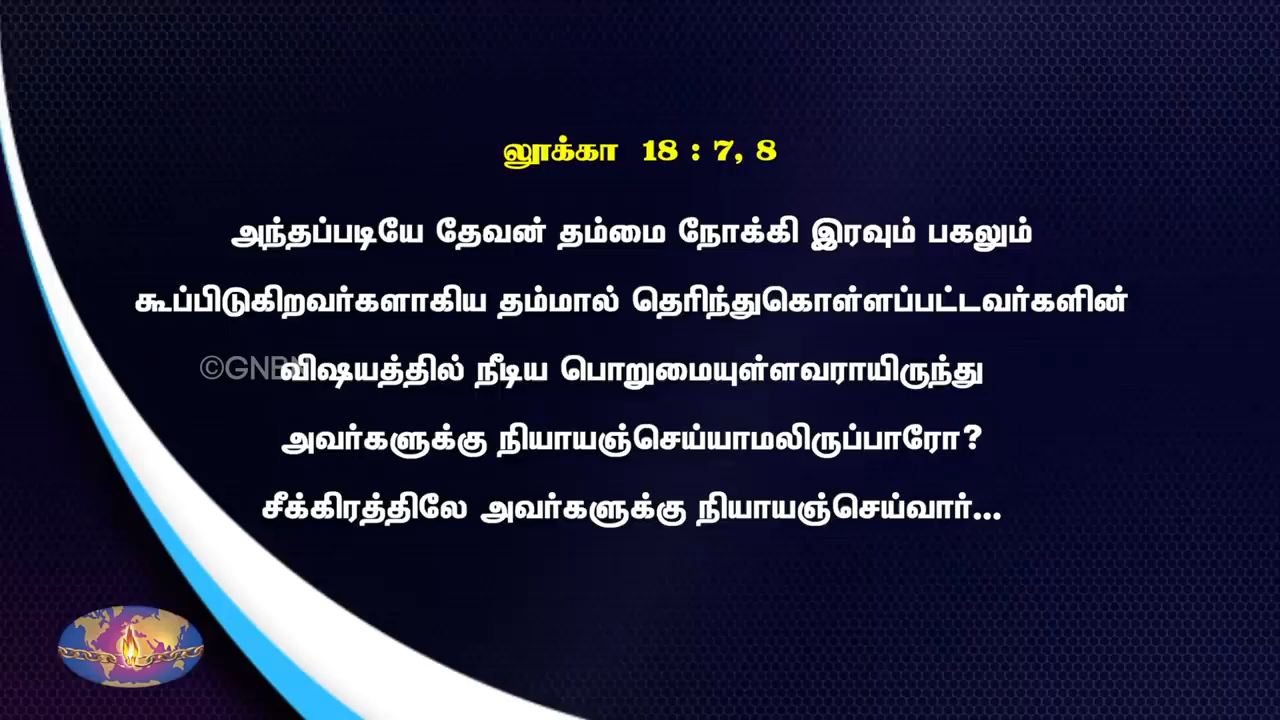 லூக்கா 18 : 7, 8
அந்தப்படியே தேவன் தம்மை நோக்கி இரவும் பகலும்
கூப்பிடுகிறவர்களாகிய தம்மால் தெரிந்துகொள்ளப்பட்டவர்களின்
©GNBN
விஷயத்தில் நீடிய பொறுமையுள்ளவராயிருந்து
அவர்களுக்கு நியாயஞ்செய்யாமலிருப்பாரோ?
சீக்கிரத்திலே அவர்களுக்கு நியாயஞ்செய்வார்...